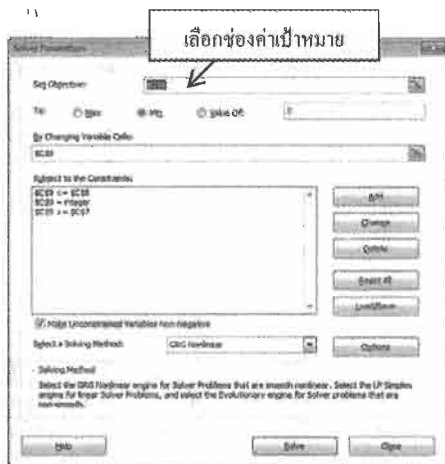 เลือกช่องค่าเป้าหมาย
Solver Parameters
Set Objective:
To: Max Min Value Of: 0
By Changing Variable Cells:
$C$9
Subject to the Constraints:
$C$9 <= $C$8
$C$9 = integer
$C$9 >= $C$7
Add
Change
Delete
Reset All
Load/Save
Make Unconstrained Variables Non-Negative
Select a Solving Method: GRG Nonlinear Options
Solving Method
Select the GRG Nonlinear engine for Solver Problems that are smooth nonlinear. Select the LP Simplex
engine for linear Solver Problems, and select the Evolutionary engine for Solver problems that are
non-smooth.
Help Solve Close